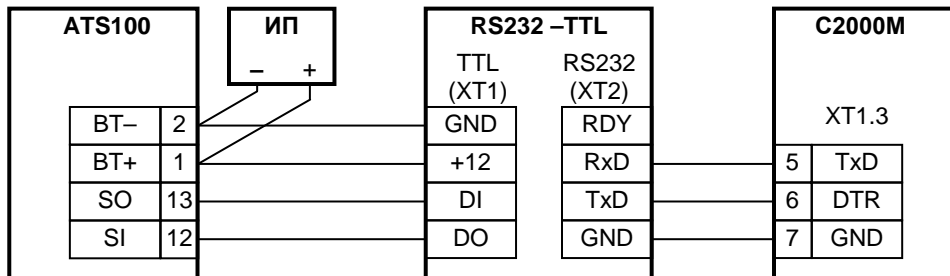 ATS100 ИП RS232 –TTL C2000M
– + TTL RS232
(XT1) (XT2)
XT1.3
BT– 2 GND RDY
BT+ 1 +12 RxD 5 TxD
SO 13 DI TxD 6 DTR
SI 12 DO GND 7 GND